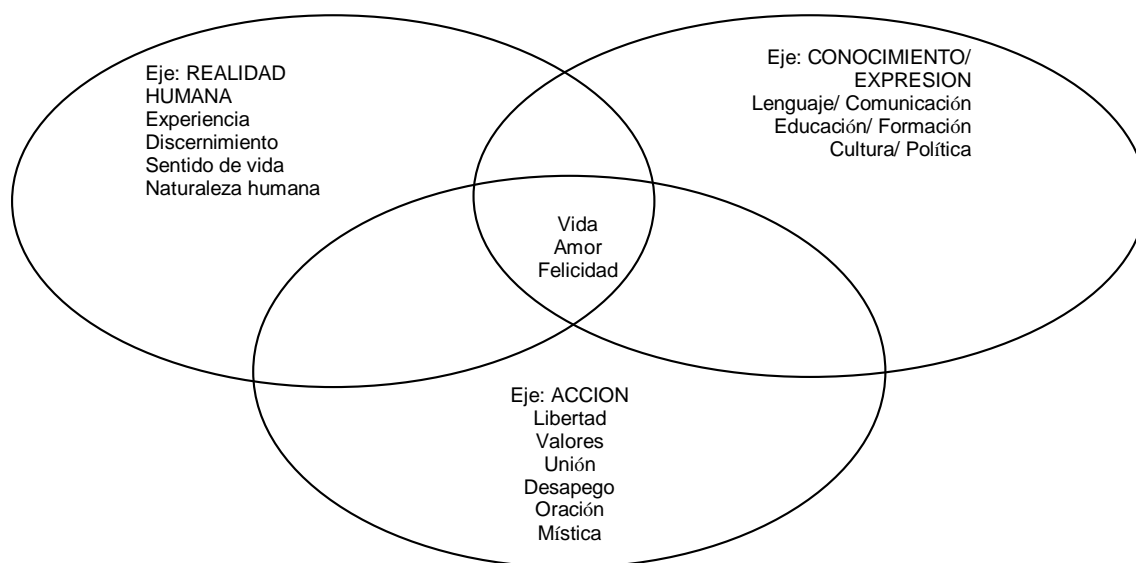 Eje: REALIDAD
HUMANA
Experiencia
Discernimiento
Sentido de vida
Naturaleza humana
Eje: CONOCIMIENTO/
EXPRESION
Lenguaje/ Comunicación
Educación/ Formación
Cultura/ Política
Vida
Amor
Felicidad
Eje: ACCION
Libertad
Valores
Unión
Desapego
Oración
Mística